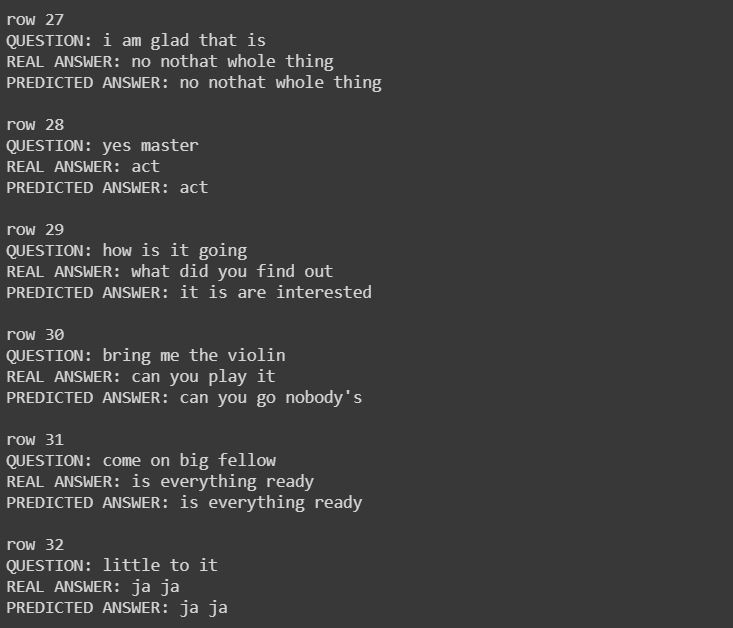 row 27
QUESTION: i am glad that is
REAL ANSWER: no nothat whole thing
PREDICTED ANSWER: no nothat whole thing
row 28
QUESTION: yes master
REAL ANSWER: act
PREDICTED ANSWER: act
row 29
QUESTION: how is it going
REAL ANSWER: what did you find out
PREDICTED ANSWER: it is are interested
row 30
QUESTION: bring me the violin
REAL ANSWER: can you play it
PREDICTED ANSWER: can you go nobody's
row 31
QUESTION: come on big fellow
REAL ANSWER: is everything ready
PREDICTED ANSWER: is everything ready
row 32
QUESTION: little to it
REAL ANSWER: ja ja
PREDICTED ANSWER: ja ja